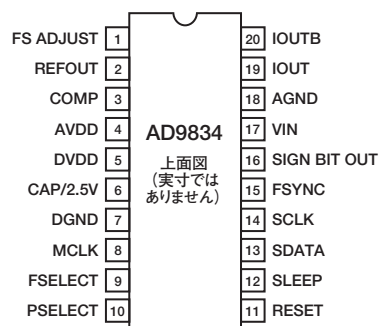 FS ADJUST 1
REFOUT 2
COMP 3
AVDD 4
DVDD 5
CAP/2.5V 6
DGND 7
MCLK 8
FSELECT 9
PSELECT 10
AD9834
上面図
(実寸では
ありません)
20 IOUTB
19 IOUT
18 AGND
17 VIN
16 SIGN BIT OUT
15 FSYNC
14 SCLK
13 SDATA
12 SLEEP
11 RESET